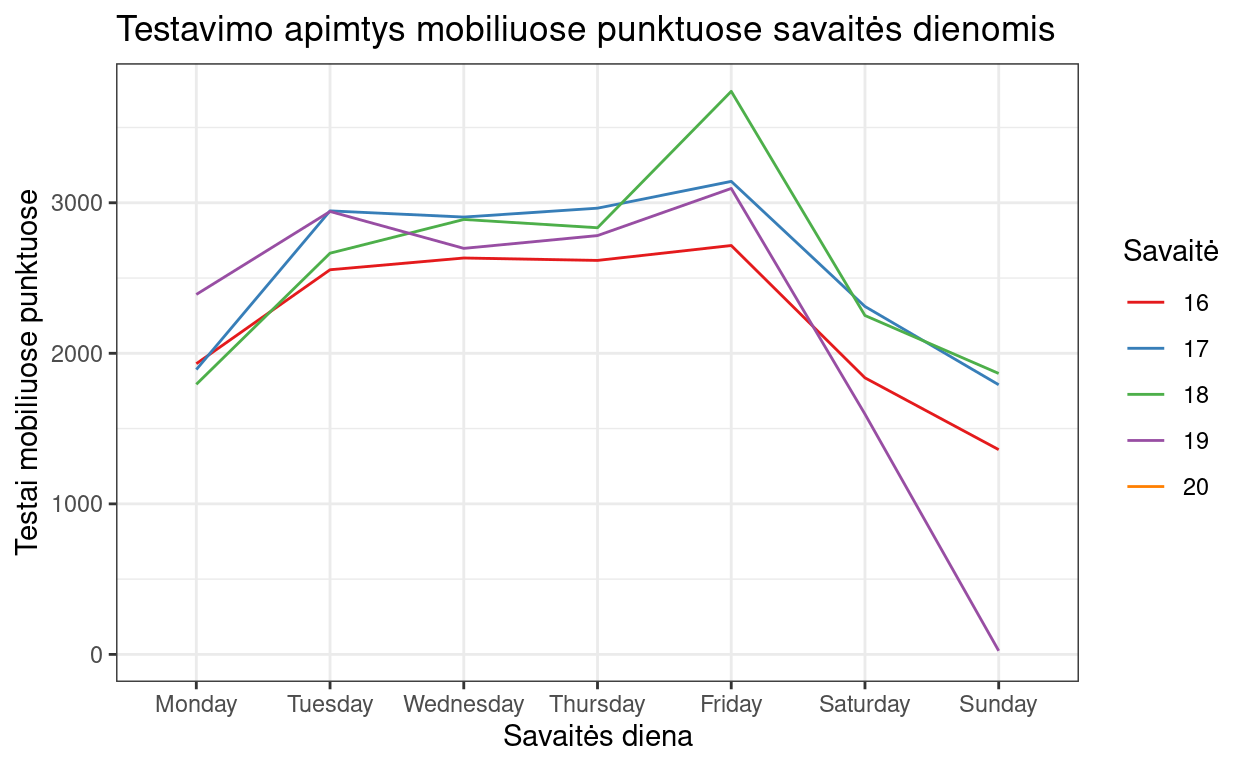 Testavimo apimtys mobiliuose punktuose savaitės dienomis
Testai mobiliuose punktuose
3000
2000
1000
0
Monday Tuesday Wednesday Thursday Friday Saturday Sunday
Savaitės diena
Savaitė
16
17
18
19
20